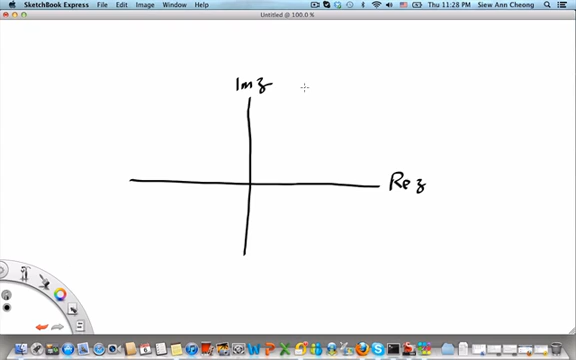 SketchBook Express File Edit Image Window Help Thu 11:28 PM Siew Ann Cheong
Untitled @ 100.0 %
Im z
Re z